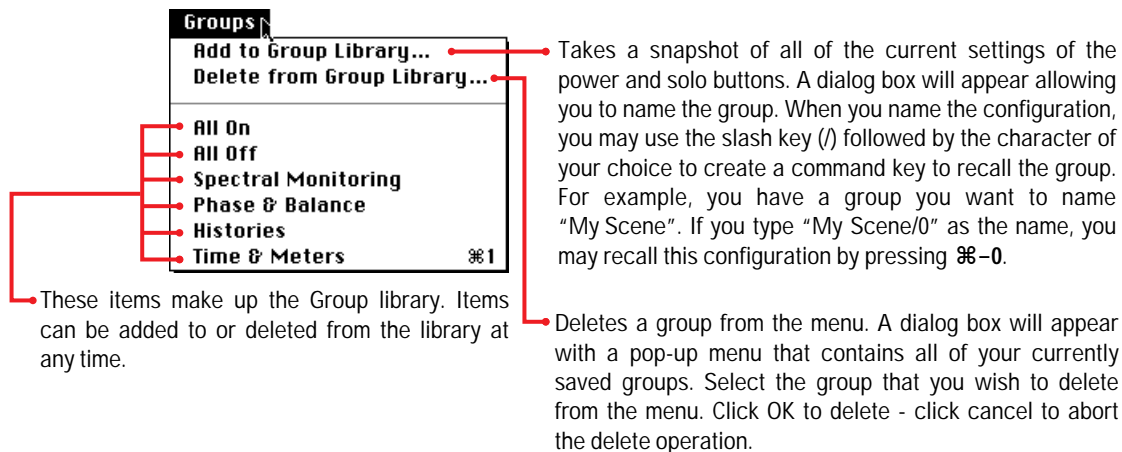 Groups
Add to Group Library...
Delete from Group Library...
All On
All Off
Spectral Monitoring
Phase & Balance
Histories
Time & Meters ⌘1
These items make up the Group library. Items
can be added to or deleted from the library at
any time.
Takes a snapshot of all of the current settings of the
power and solo buttons. A dialog box will appear allowing
you to name the group. When you name the configuration,
you may use the slash key (/) followed by the character of
your choice to create a command key to recall the group.
For example, you have a group you want to name
“My Scene”. If you type “My Scene/0” as the name, you
may recall this configuration by pressing ⌘–0.
Deletes a group from the menu. A dialog box will appear
with a pop-up menu that contains all of your currently
saved groups. Select the group that you wish to delete
from the menu. Click OK to delete - click cancel to abort
the delete operation.